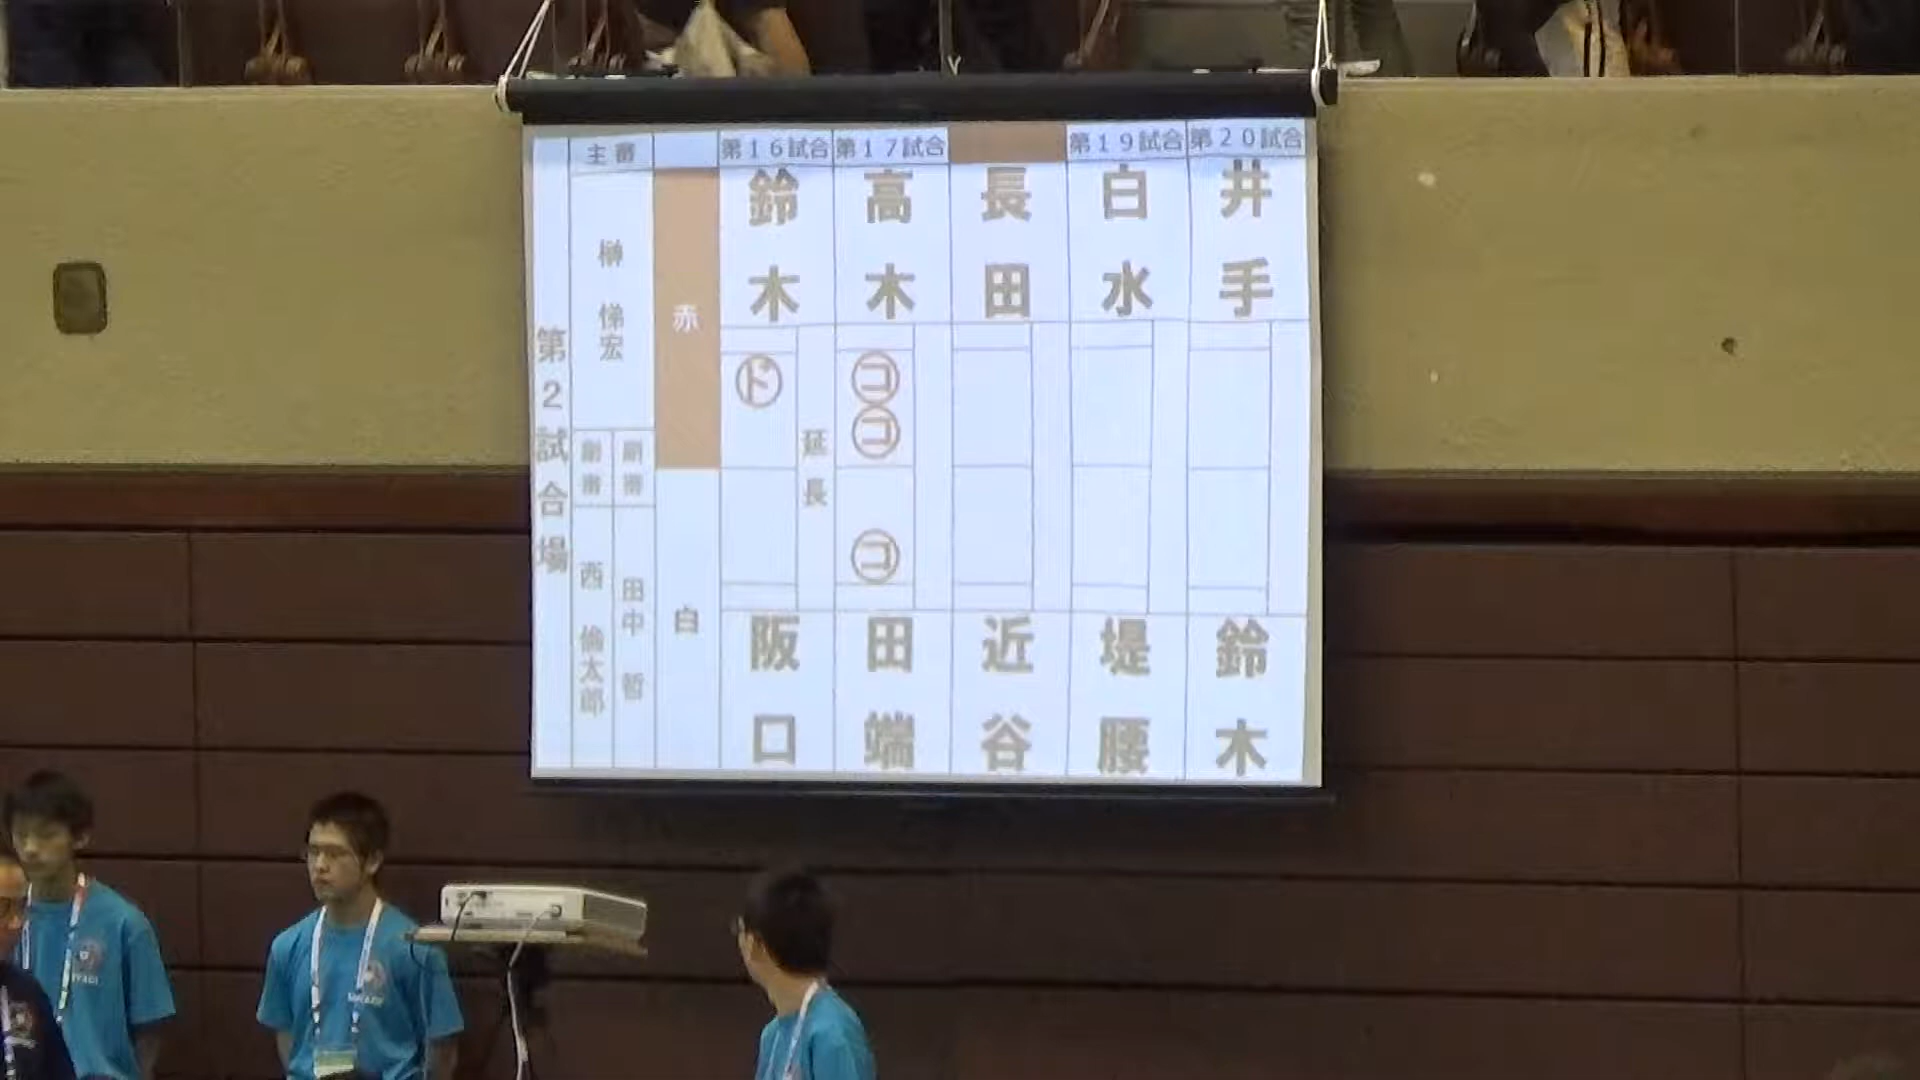 第2試合場
主審
榊 悌宏
副審
副審
西 倫太郎
田中 哲
赤
白
第16試合 第17試合 第19試合 第20試合
鈴木 高木 長田 白水 井手
ド
延長
コ
コ
コ
阪口 田端 近谷 堤腰 鈴木